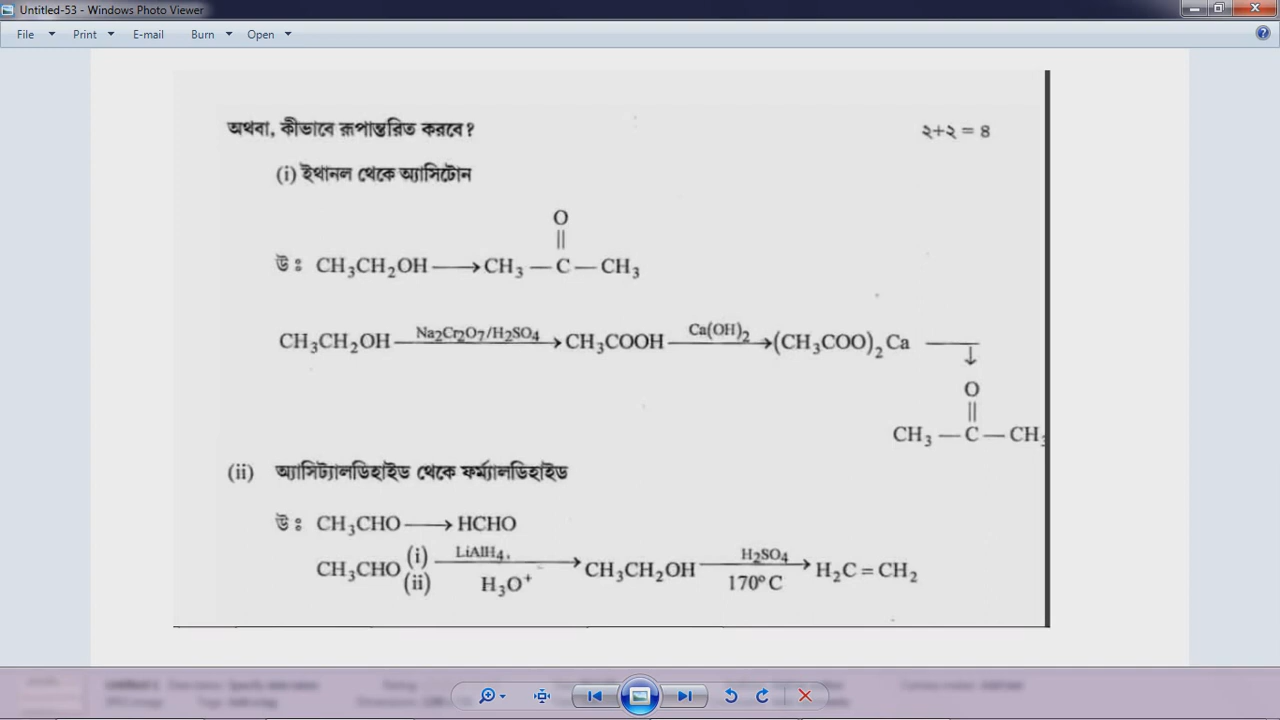 Untitled-53 - Windows Photo Viewer
File Print E-mail Burn Open
অথবা, কীভাবে রূপান্তরিত করবে? ২+২ = ৪
(i) ইথানল থেকে অ্যাসিটোন
O
||
উঃ CH₃CH₂OH ⟶ CH₃ — C — CH₃
CH₃CH₂OH —Na₂Cr₂O₇/H₂SO₄→ CH₃COOH —Ca(OH)₂→ (CH₃COO)₂Ca ⟶
↓
O
||
CH₃ — C — CH₃
(ii) অ্যাসিট্যালডিহাইড থেকে ফর্ম্যালডিহাইড
উঃ CH₃CHO ⟶ HCHO
(i) LiAlH₄, H₂SO₄
CH₃CHO ⟶ CH₃CH₂OH ⟶ H₂C = CH₂
(ii) H₃O⁺ 170° C